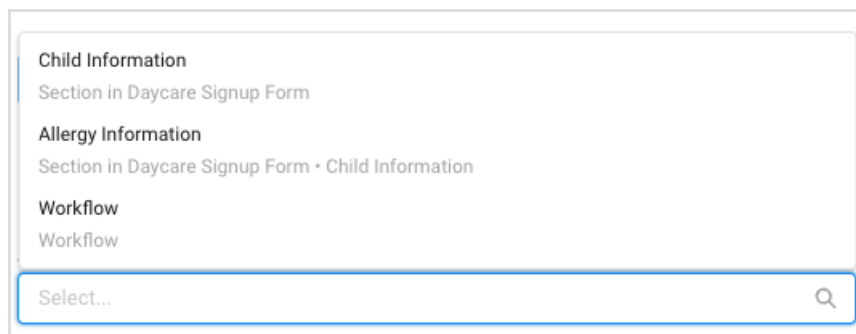 Child Information
Section in Daycare Signup Form
Allergy Information
Section in Daycare Signup Form • Child Information
Workflow
Workflow
Select...